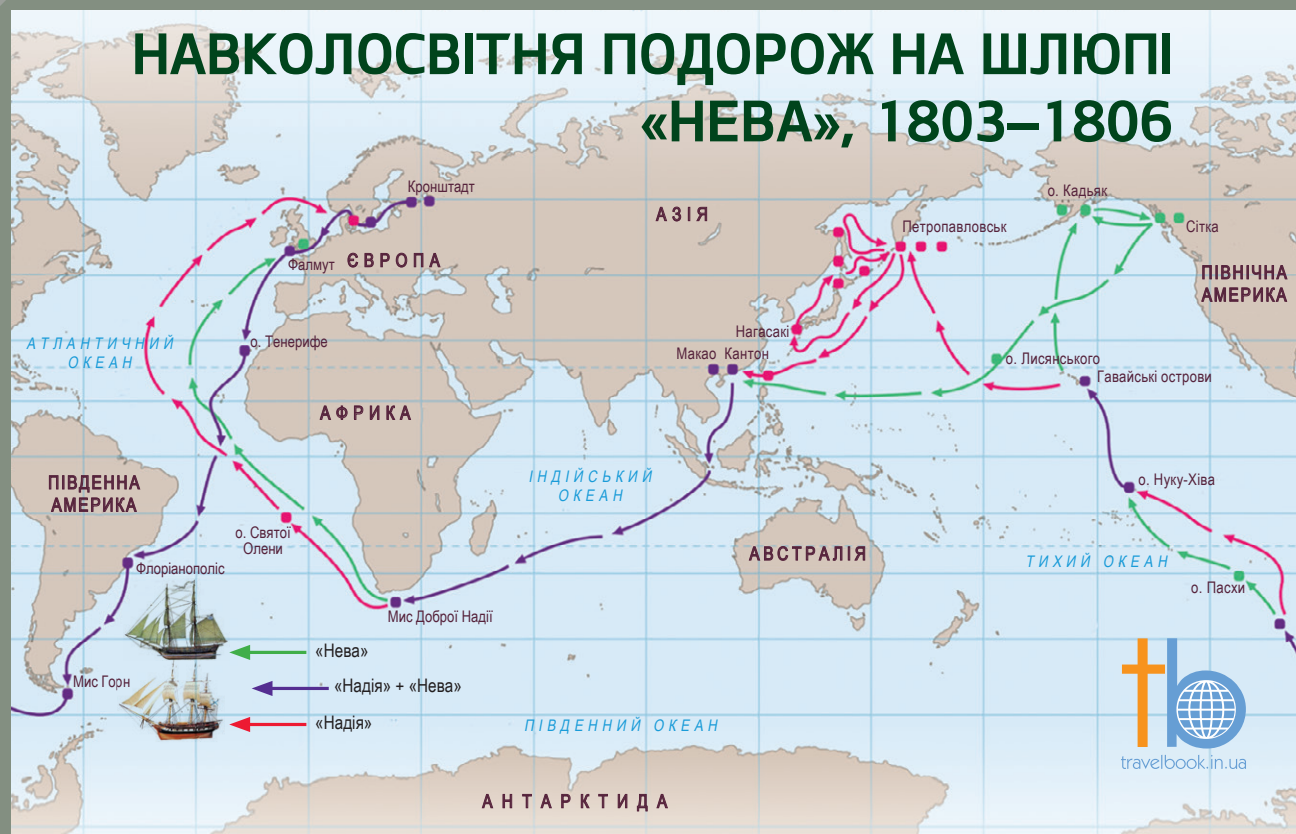 НАВКОЛОСВІТНЯ ПОДОРОЖ НА ШЛЮПІ
«НЕВА», 1803–1806
Кронштадт
Фалмут
ЄВРОПА
АЗІЯ
о. Кадьяк
Сітка
Петропавловськ
ПІВНІЧНА
АМЕРИКА
АТЛАНТИЧНИЙ
ОКЕАН
о. Тенерифе
Нагасакі
Макао
Кантон
о. Лисянського
Гавайські острови
АФРИКА
ПІВДЕННА
АМЕРИКА
ІНДІЙСЬКИЙ
ОКЕАН
о. Нуку-Хіва
о. Святої
Олени
АВСТРАЛІЯ
ТИХИЙ ОКЕАН
о. Пасхи
Флоріанополіс
Мис Доброї Надії
Мис Горн
«Нева»
«Надія» + «Нева»
«Надія»
ПІВДЕННИЙ ОКЕАН
АНТАРКТИДА
tb
travelbook.in.ua